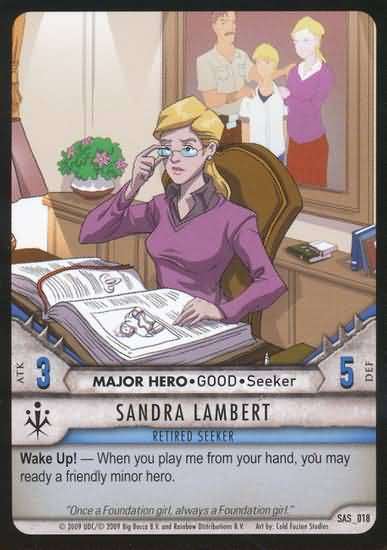 ATK
3
MAJOR HERO•GOOD•Seeker
5
DEF
SANDRA LAMBERT
RETIRED SEEKER
Wake Up! — When you play me from your hand, you may
ready a friendly minor hero.
"Once a Foundation girl, always a Foundation girl."
SAS_018
© 2009 UDC/© 2009 Big Bocca B.V. and Rainbow Distributions B.V. Art by: Cold Fusion Studios